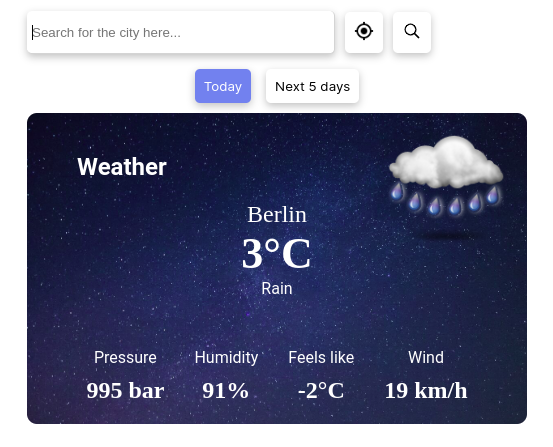 Search for the city here...
Today Next 5 days
Weather
Berlin
3°C
Rain
Pressure Humidity Feels like Wind
995 bar 91% -2°C 19 km/h